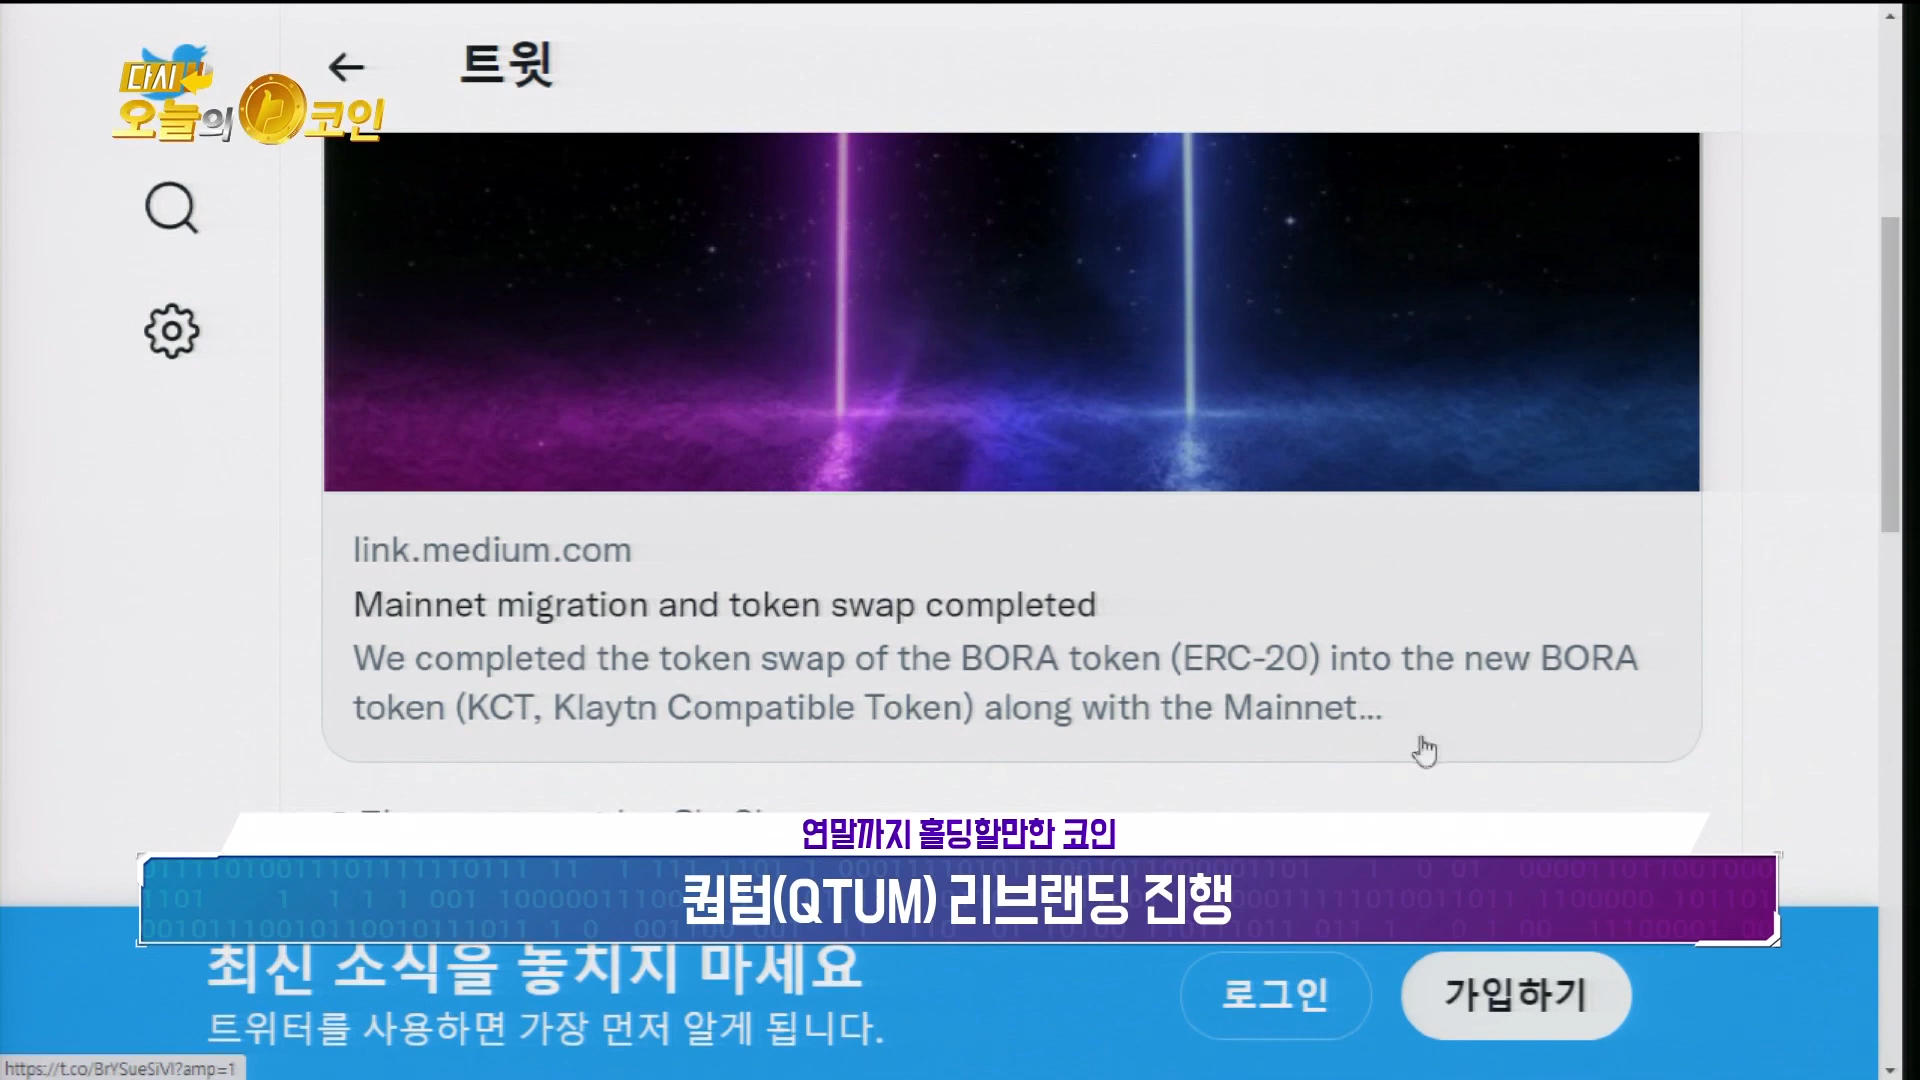 트윗
다시
오늘의 코인
link.medium.com
Mainnet migration and token swap completed
We completed the token swap of the BORA token (ERC-20) into the new BORA
token (KCT, Klaytn Compatible Token) along with the Mainnet...
연말까지 홀딩할만한 코인
퀀텀(QTUM) 리브랜딩 진행
최신 소식을 놓치지 마세요
로그인
가입하기
트위터를 사용하면 가장 먼저 알게 됩니다.